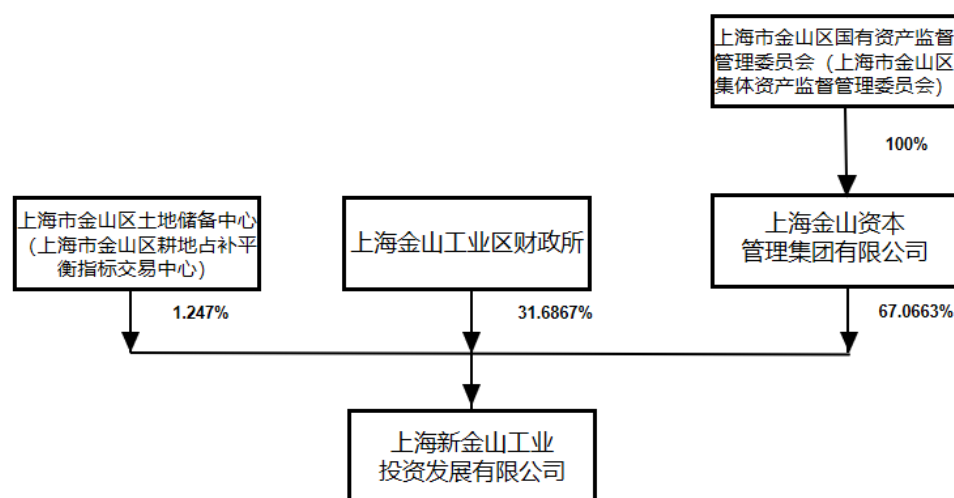 上海市金山区国有资产监督
管理委员会（上海市金山区
集体资产监督管理委员会）
100%
上海市金山区土地储备中心
（上海市金山区耕地占补平
衡指标交易中心）
上海金山工业区财政所
上海金山资本
管理集团有限公司
1.247%
31.6867%
67.0663%
上海新金山工业
投资发展有限公司